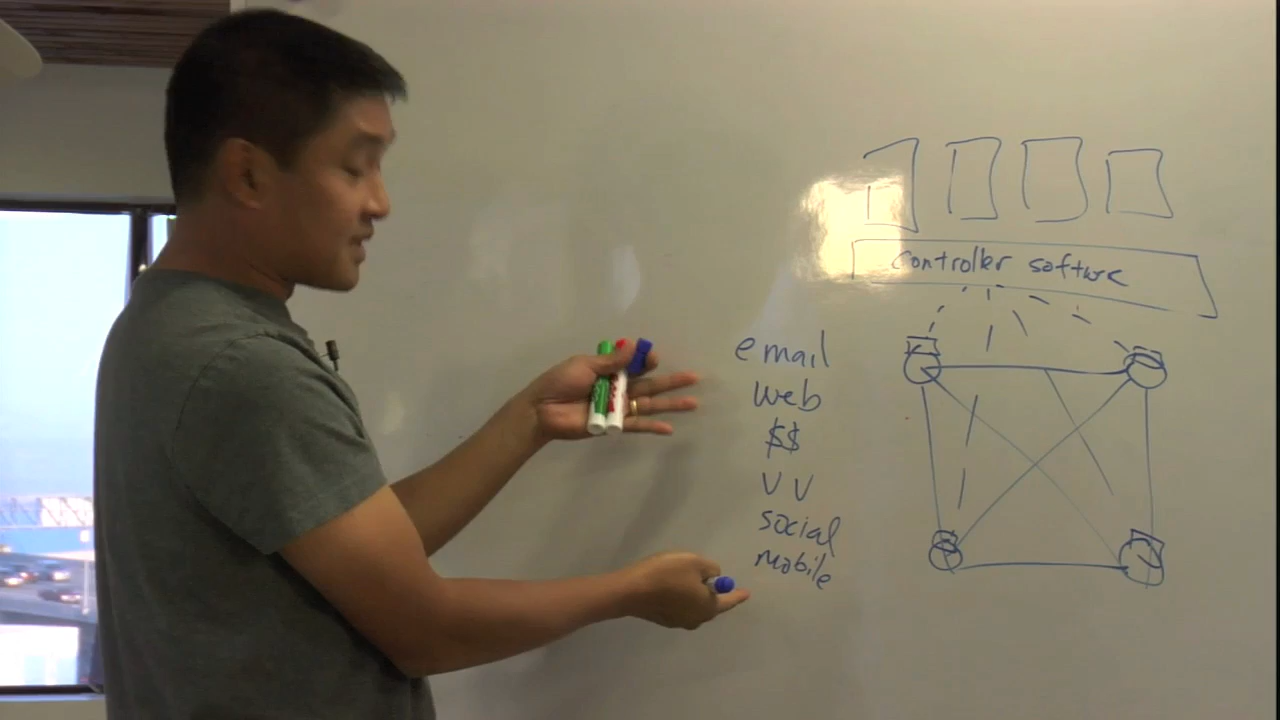 controller software
email
web
$$
VV
social
mobile